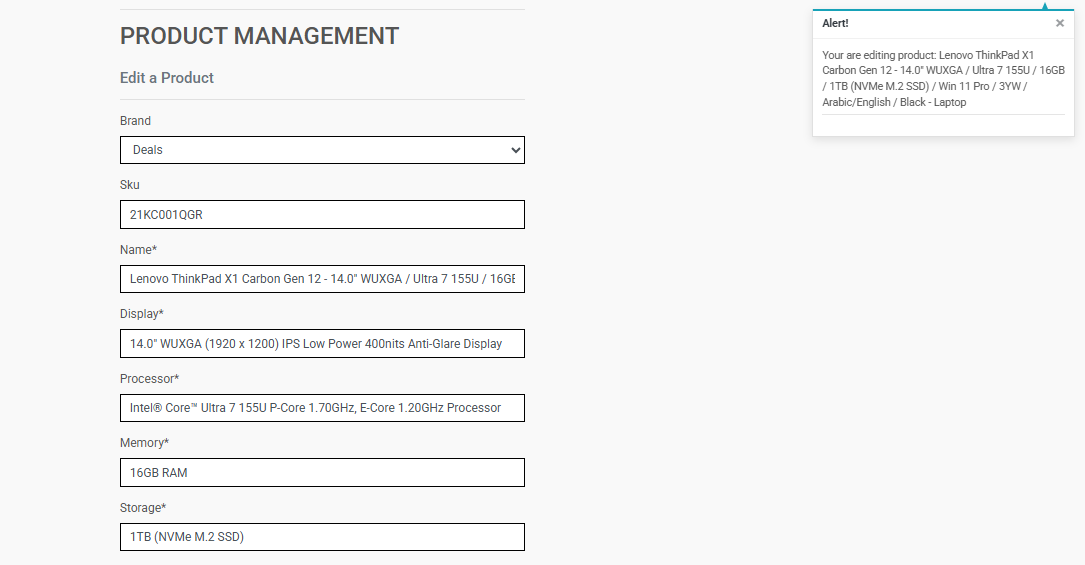 PRODUCT MANAGEMENT
Edit a Product
Brand
Deals
Sku
21KC001QGR
Name*
Lenovo ThinkPad X1 Carbon Gen 12 - 14.0" WUXGA / Ultra 7 155U / 16GB
Display*
14.0" WUXGA (1920 x 1200) IPS Low Power 400nits Anti-Glare Display
Processor*
Intel® Core™ Ultra 7 155U P-Core 1.70GHz, E-Core 1.20GHz Processor
Memory*
16GB RAM
Storage*
1TB (NVMe M.2 SSD)
Alert!
×
Your are editing product: Lenovo ThinkPad X1
Carbon Gen 12 - 14.0" WUXGA / Ultra 7 155U / 16GB
/ 1TB (NVMe M.2 SSD) / Win 11 Pro / 3YW /
Arabic/English / Black - Laptop